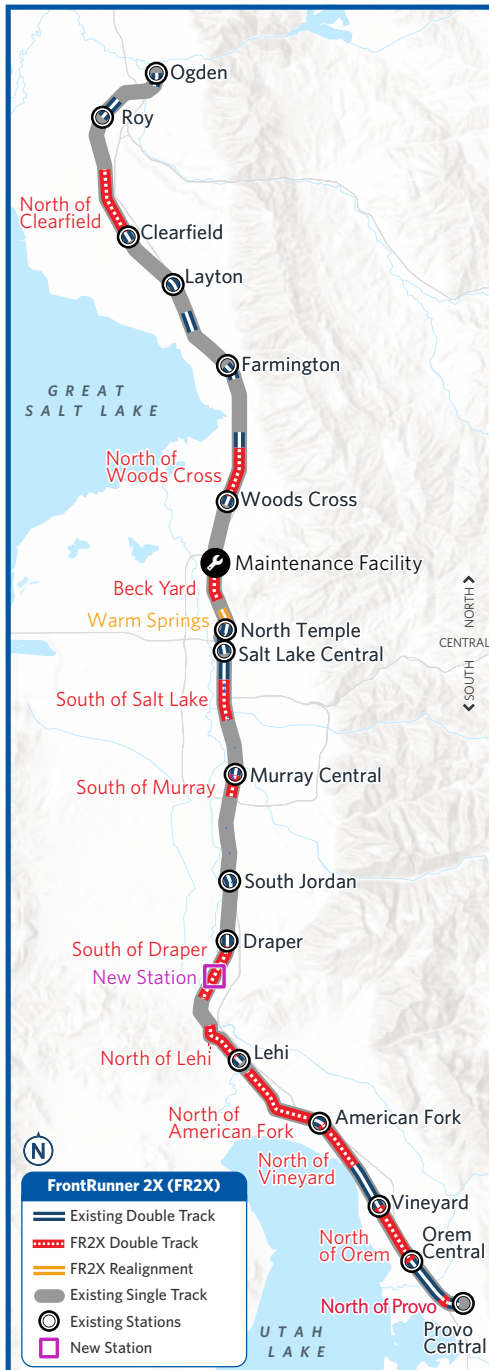 Ogden
Roy
North of
Clearfield
Clearfield
Layton
Farmington
GREAT
SALT LAKE
North of
Woods Cross
Woods Cross
Maintenance Facility
Beck Yard
Warm Springs
North Temple
Salt Lake Central
NORTH
CENTRAL
SOUTH
South of Salt Lake
Murray Central
South of Murray
South Jordan
Draper
South of Draper
New Station
North of Lehi
Lehi
North of
American Fork
American Fork
North of
Vineyard
Vineyard
North
of Orem
Orem
Central
North of Provo
Provo
Central
UTAH
LAKE
N
FrontRunner 2X (FR2X)
Existing Double Track
FR2X Double Track
FR2X Realignment
Existing Single Track
Existing Stations
New Station